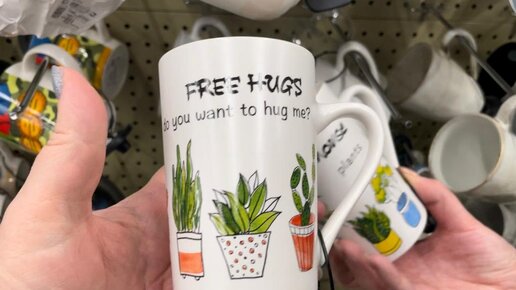 FREE HUGS
do you want to hug me?
plants